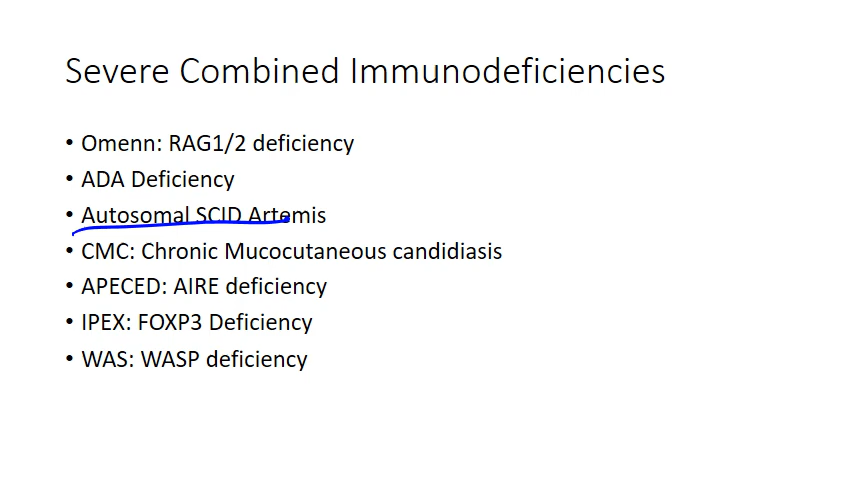 Severe Combined Immunodeficiencies
• Omenn: RAG1/2 deficiency
• ADA Deficiency
• Autosomal SCID Artemis
• CMC: Chronic Mucocutaneous candidiasis
• APECED: AIRE deficiency
• IPEX: FOXP3 Deficiency
• WAS: WASP deficiency